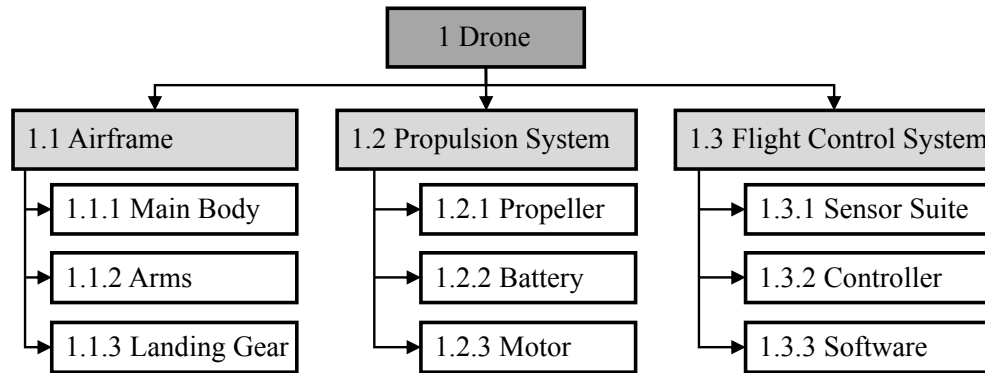 1 Drone
1.1 Airframe
1.1.1 Main Body
1.1.2 Arms
1.1.3 Landing Gear
1.2 Propulsion System
1.2.1 Propeller
1.2.2 Battery
1.2.3 Motor
1.3 Flight Control System
1.3.1 Sensor Suite
1.3.2 Controller
1.3.3 Software